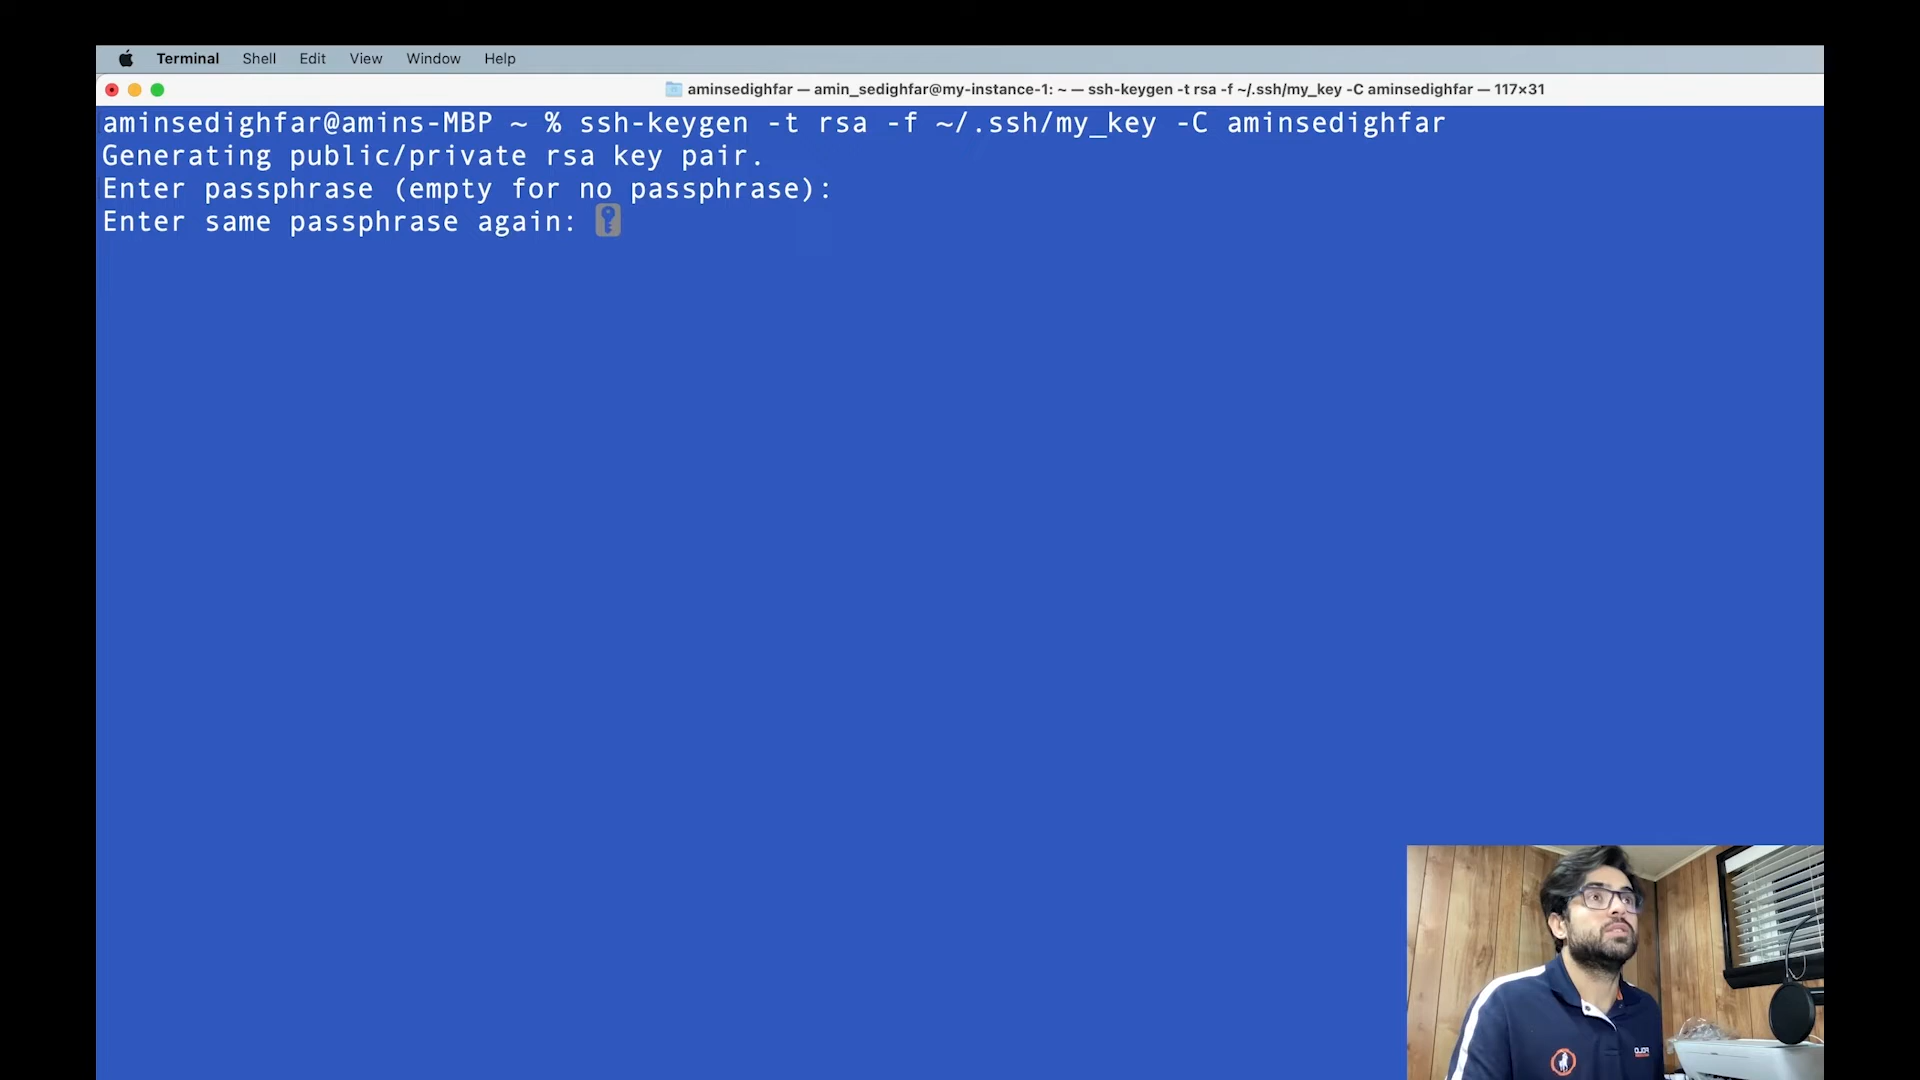 Terminal Shell Edit View Window Help
aminsedighfar — amin_sedighfar@my-instance-1: ~ — ssh-keygen -t rsa -f ~/.ssh/my_key -C aminsedighfar — 117×31
aminsedighfar@amins-MBP ~ % ssh-keygen -t rsa -f ~/.ssh/my_key -C aminsedighfar
Generating public/private rsa key pair.
Enter passphrase (empty for no passphrase):
Enter same passphrase again: